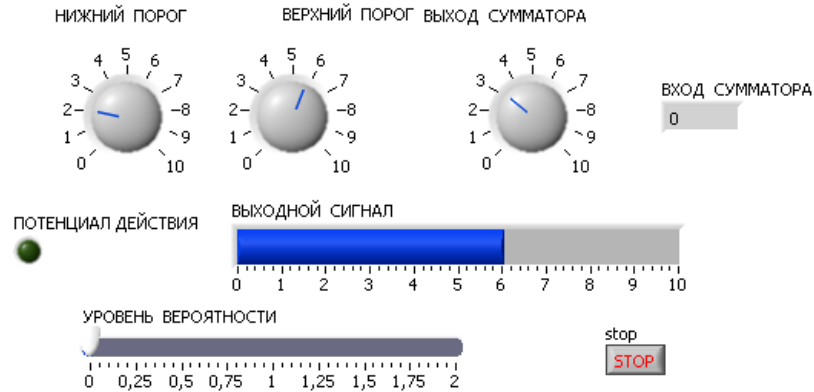 НИЖНИЙ ПОРОГ
ВЕРХНИЙ ПОРОГ
ВЫХОД СУММАТОРА
0 1 2 3 4 5 6 7 8 9 10
0 1 2 3 4 5 6 7 8 9 10
0 1 2 3 4 5 6 7 8 9 10
ВХОД СУММАТОРА
0
ПОТЕНЦИАЛ ДЕЙСТВИЯ
ВЫХОДНОЙ СИГНАЛ
0 1 2 3 4 5 6 7 8 9 10
УРОВЕНЬ ВЕРОЯТНОСТИ
0 0,25 0,5 0,75 1 1,25 1,5 1,75 2
stop
STOP